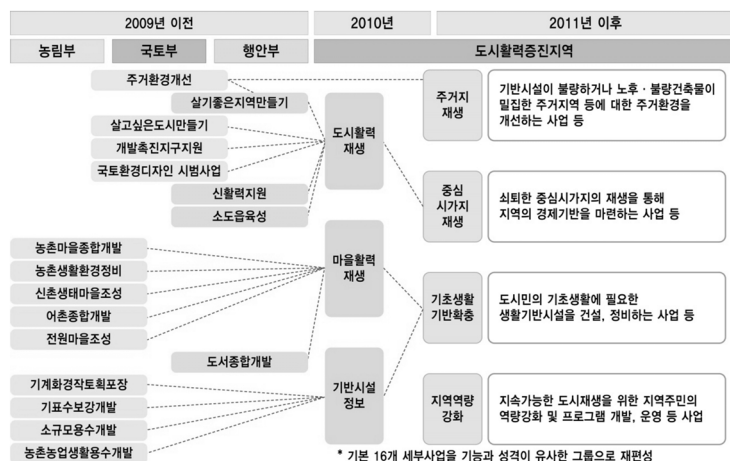 2009년 이전
2010년
2011년 이후
농림부
국토부
행안부
도시활력증진지역
주거환경개선
살기좋은지역만들기
살고싶은도시만들기
개발촉진지구지원
국토환경디자인 시범사업
신활력지원
소도읍육성
농촌마을종합개발
농촌생활환경정비
신촌생태마을조성
어촌종합개발
전원마을조성
도서종합개발
기계화경작토획포장
기표수보강개발
소규모용수개발
농촌농업생활용수개발
도시활력
재생
마을활력
재생
기반시설
정보
주거지
재생
기반시설이 불량하거나 노후 · 불량건축물이
밀집한 주거지역 등에 대한 주거환경을
개선하는 사업 등
중심
시가지
재생
쇠퇴한 중심시가지의 재생을 통해
지역의 경제기반을 마련하는 사업 등
기초생활
기반확충
도시민의 기초생활에 필요한
생활기반시설을 건설, 정비하는 사업 등
지역역량
강화
지속가능한 도시재생을 위한 지역주민의
역량강화 및 프로그램 개발, 운영 등 사업
* 기본 16개 세부사업을 기능과 성격이 유사한 그룹으로 재편성